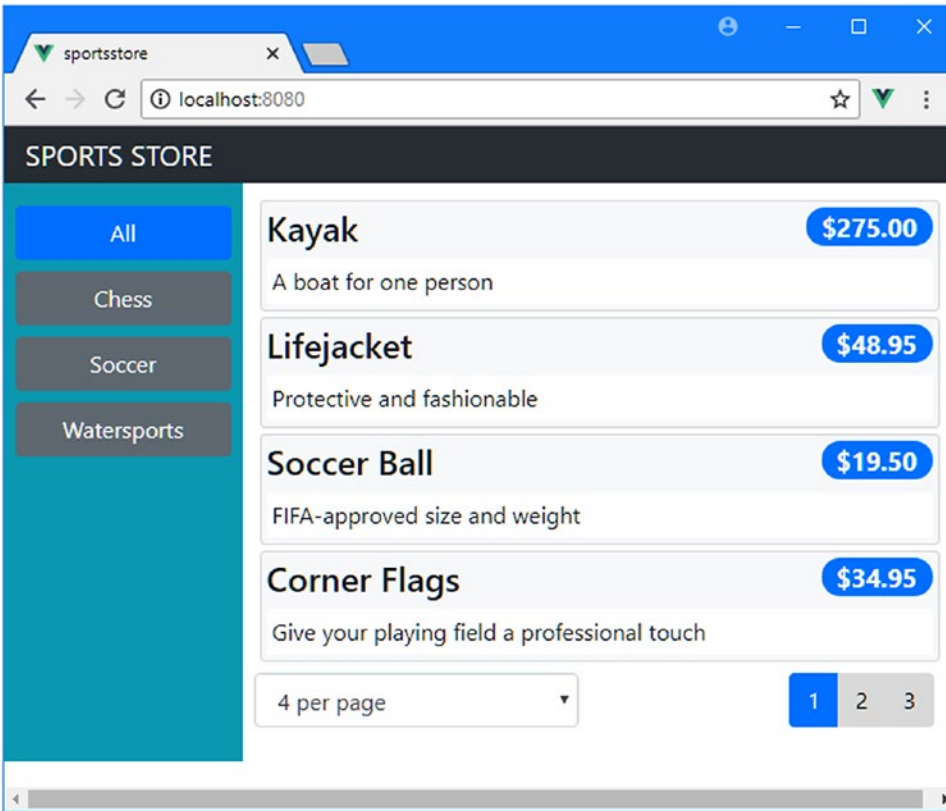 sportsstore
localhost:8080
SPORTS STORE
All
Chess
Soccer
Watersports
Kayak $275.00
A boat for one person
Lifejacket $48.95
Protective and fashionable
Soccer Ball $19.50
FIFA-approved size and weight
Corner Flags $34.95
Give your playing field a professional touch
4 per page 1 2 3